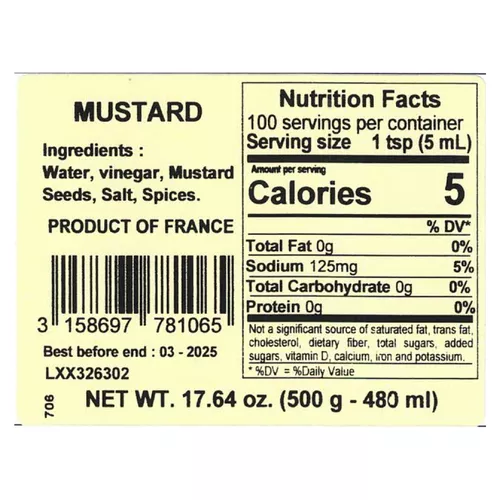 MUSTARD
Ingredients :
Water, vinegar, Mustard
Seeds, Salt, Spices.
PRODUCT OF FRANCE
3 158697 781065
Best before end : 03 - 2025
LXX326302
706
NET WT. 17.64 oz. (500 g - 480 ml)
Nutrition Facts
100 servings per container
Serving size 1 tsp (5 mL)
Amount per serving
Calories 5
% DV*
Total Fat 0g 0%
Sodium 125mg 5%
Total Carbohydrate 0g 0%
Protein 0g 0%
Not a significant source of saturated fat, trans fat,
cholesterol, dietary fiber, total sugars, added
sugars, vitamin D, calcium, iron and potassium.
* %DV = %Daily Value